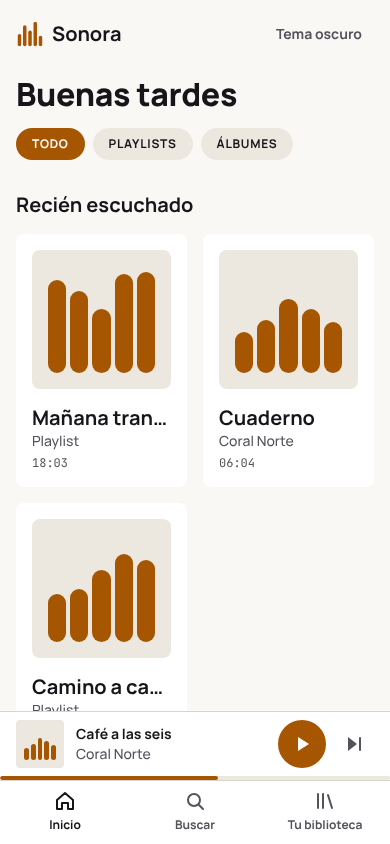 Sonora
Tema oscuro
Buenas tardes
TODO
PLAYLISTS
ÁLBUMES
Recién escuchado
Mañana tran...
Playlist
18:03
Cuaderno
Coral Norte
06:04
Camino a ca...
Playlist
Café a las seis
Coral Norte
Inicio
Buscar
Tu biblioteca